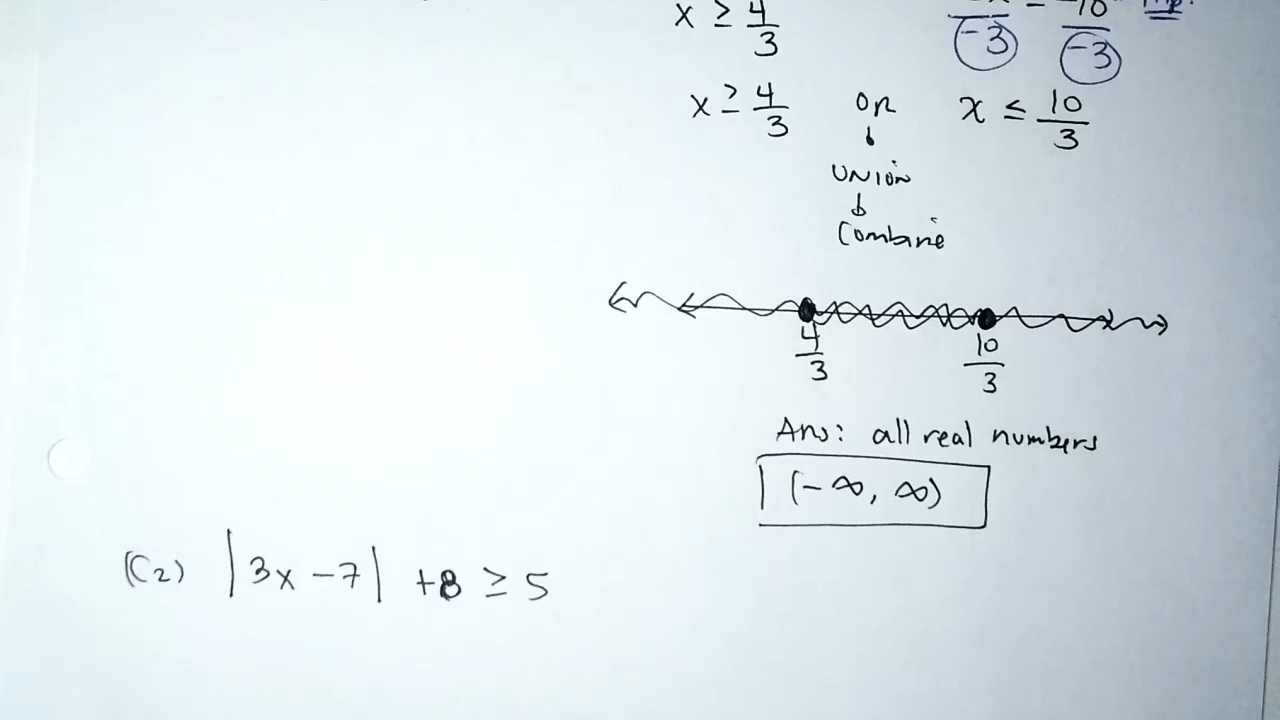 x ≥ 4/3
-3 -10/-3
x ≥ 4/3 OR x ≤ 10/3
UNION
Combine
4/3 10/3
Ans: all real numbers
(-∞, ∞)
(C2) |3x - 7| + 8 ≥ 5